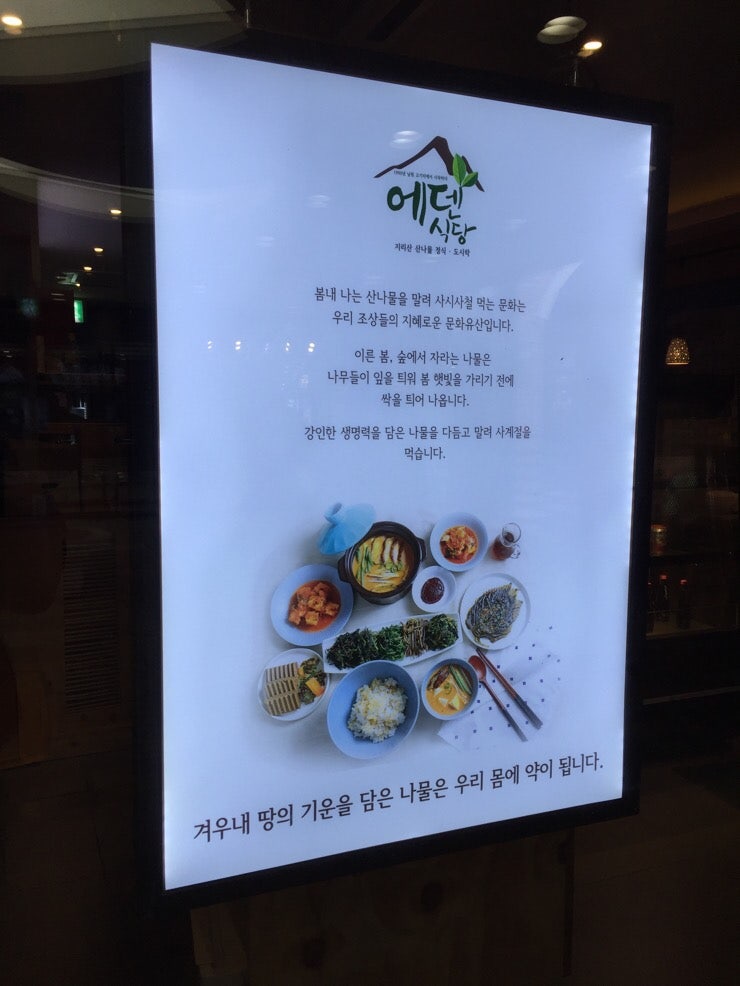 에덴
식당
지리산 산나물 정식 · 도시락
봄내 나는 산나물을 말려 사시사철 먹는 문화는
우리 조상들의 지혜로운 문화유산입니다.
이른 봄, 숲에서 자라는 나물은
나무들이 잎을 틔워 봄 햇빛을 가리기 전에
싹을 틔어 나옵니다.
강인한 생명력을 담은 나물을 다듬고 말려 사계절을
먹습니다.
겨우내 땅의 기운을 담은 나물은 우리 몸에 약이 됩니다.